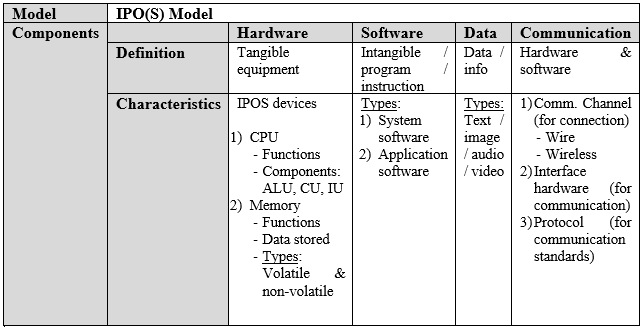 Model IPO(S) Model
Components Hardware Software Data Communication
Definition
Tangible
equipment
Intangible /
program /
instruction
Data /
info
Hardware &
software
Characteristics
IPOS devices
1) CPU
- Functions
- Components:
ALU, CU, IU
2) Memory
- Functions
- Data stored
- Types:
Volatile &
non-volatile
Types:
1) System
software
2) Application
software
Types:
Text /
image
/ audio
/ video
1) Comm. Channel
(for connection)
- Wire
- Wireless
2) Interface
hardware (for
communication)
3) Protocol (for
communication
standards)